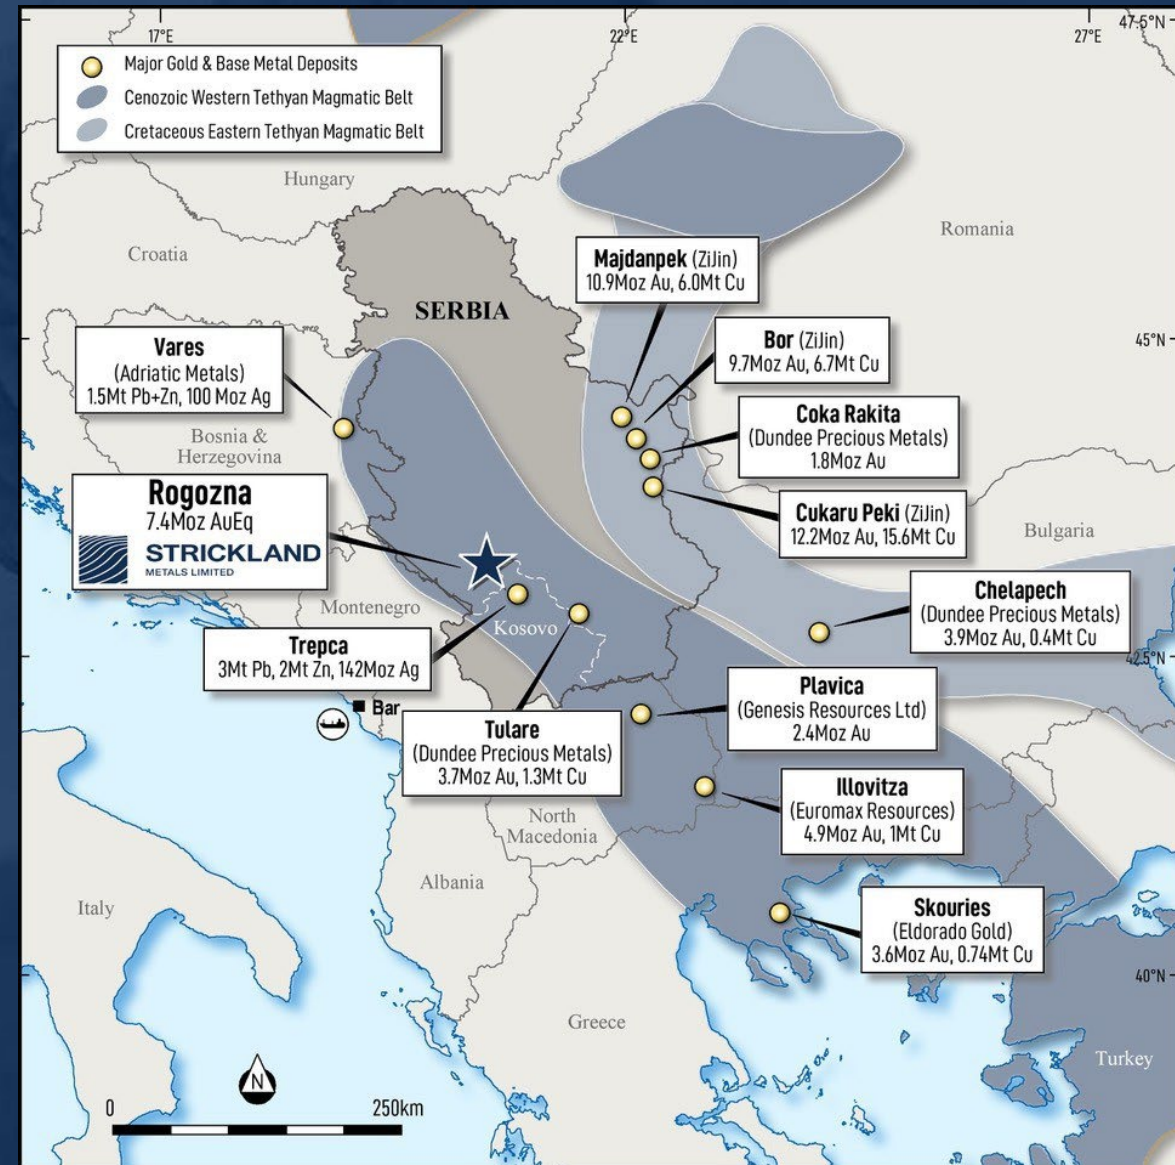 17°E
22°E
27°E
47.5°N
Major Gold & Base Metal Deposits
Cenozoic Western Tethyan Magmatic Belt
Cretaceous Eastern Tethyan Magmatic Belt
Hungary
Croatia
Romania
Majdanpek (ZiJin)
10.9Moz Au, 6.0Mt Cu
SERBIA
Bor (ZiJin)
9.7Moz Au, 6.7Mt Cu
45°N
Vares
(Adriatic Metals)
1.5Mt Pb+Zn, 100 Moz Ag
Coka Rakita
(Dundee Precious Metals)
1.8Moz Au
Bosnia &
Herzegovina
Rogozna
7.4Moz AuEq
STRICKLAND
METALS LIMITED
Cukaru Peki (ZiJin)
12.2Moz Au, 15.6Mt Cu
Bulgaria
Montenegro
Kosovo
Chelapech
(Dundee Precious Metals)
3.9Moz Au, 0.4Mt Cu
42.5°N
Trepca
3Mt Pb, 2Mt Zn, 142Moz Ag
Bar
Plavica
(Genesis Resources Ltd)
2.4Moz Au
Tulare
(Dundee Precious Metals)
3.7Moz Au, 1.3Mt Cu
Illovitza
(Euromax Resources)
4.9Moz Au, 1Mt Cu
North
Macedonia
Albania
Italy
Skouries
(Eldorado Gold)
3.6Moz Au, 0.74Mt Cu
40°N
Greece
Turkey
N
0
250km